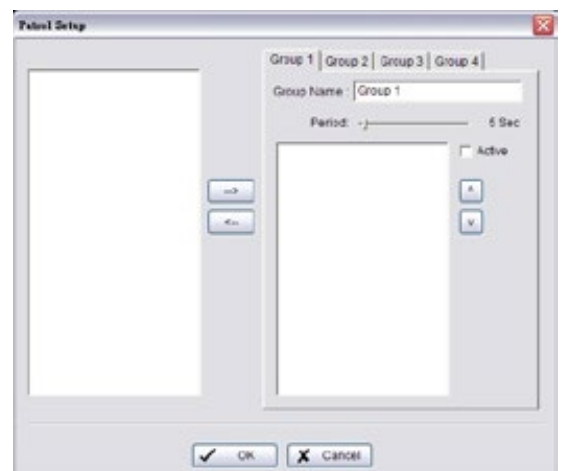 Patrol Setup
Group 1 Group 2 Group 3 Group 4
Group Name : Group 1
Period: 5 Sec
Active
-->
<--
^
v
OK Cancel